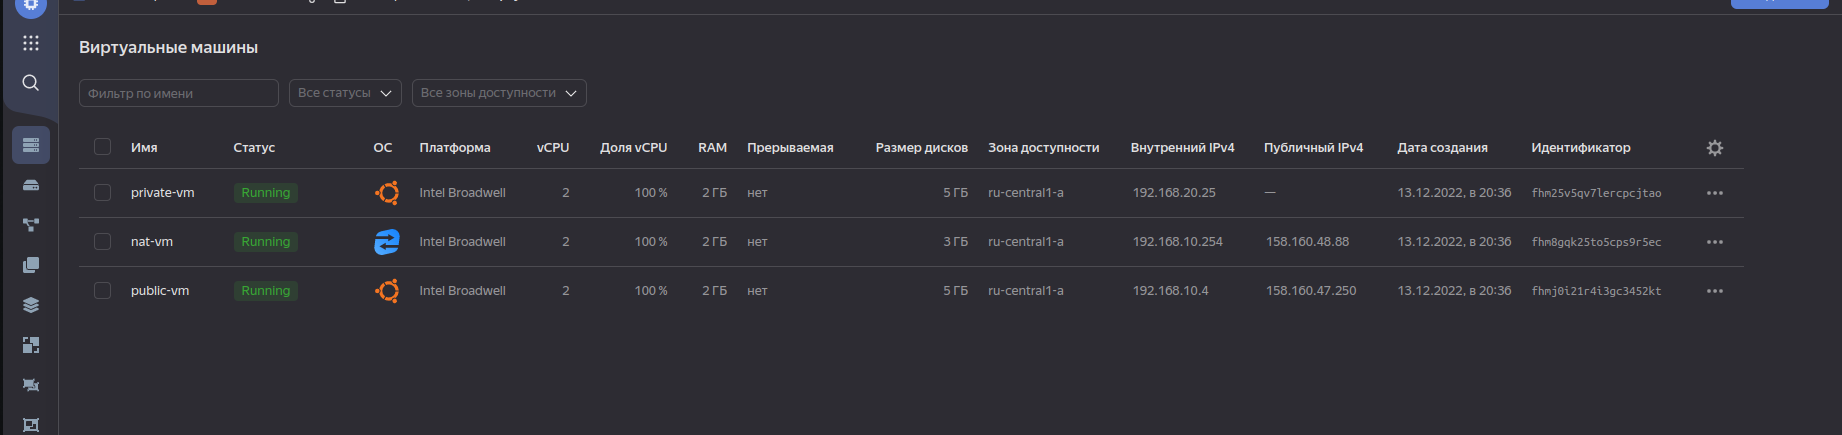 Виртуальные машины
Фильтр по имени Все статусы Все зоны доступности
Имя Статус ОС Платформа vCPU Доля vCPU RAM Прерываемая Размер дисков Зона доступности Внутренний IPv4 Публичный IPv4 Дата создания Идентификатор
private-vm Running Intel Broadwell 2 100 % 2 ГБ нет 5 ГБ ru-central1-a 192.168.20.25 — 13.12.2022, в 20:36 fhm25v5qv7lercpcjtao
nat-vm Running Intel Broadwell 2 100 % 2 ГБ нет 3 ГБ ru-central1-a 192.168.10.254 158.160.48.88 13.12.2022, в 20:36 fhm8gqk25to5cps9r5ec
public-vm Running Intel Broadwell 2 100 % 2 ГБ нет 5 ГБ ru-central1-a 192.168.10.4 158.160.47.250 13.12.2022, в 20:36 fhmj0i21r4i3gc3452kt